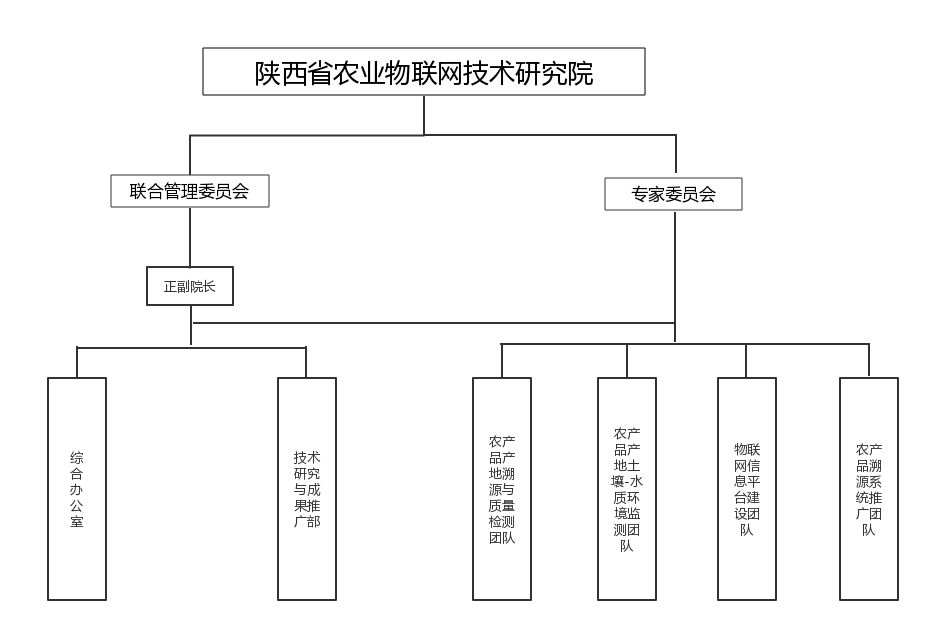 陕西省农业物联网技术研究院
联合管理委员会
专家委员会
正副院长
综
合
办
公
室
技术
研究
与成
果推
广部
农产
品产
地溯
源与
质量
检测
团队
农产
品产
地土
壤-水
质环
境监
测团
队
物联
网信
息平
台建
设团
队
农产
品溯
源系
统推
广团
队